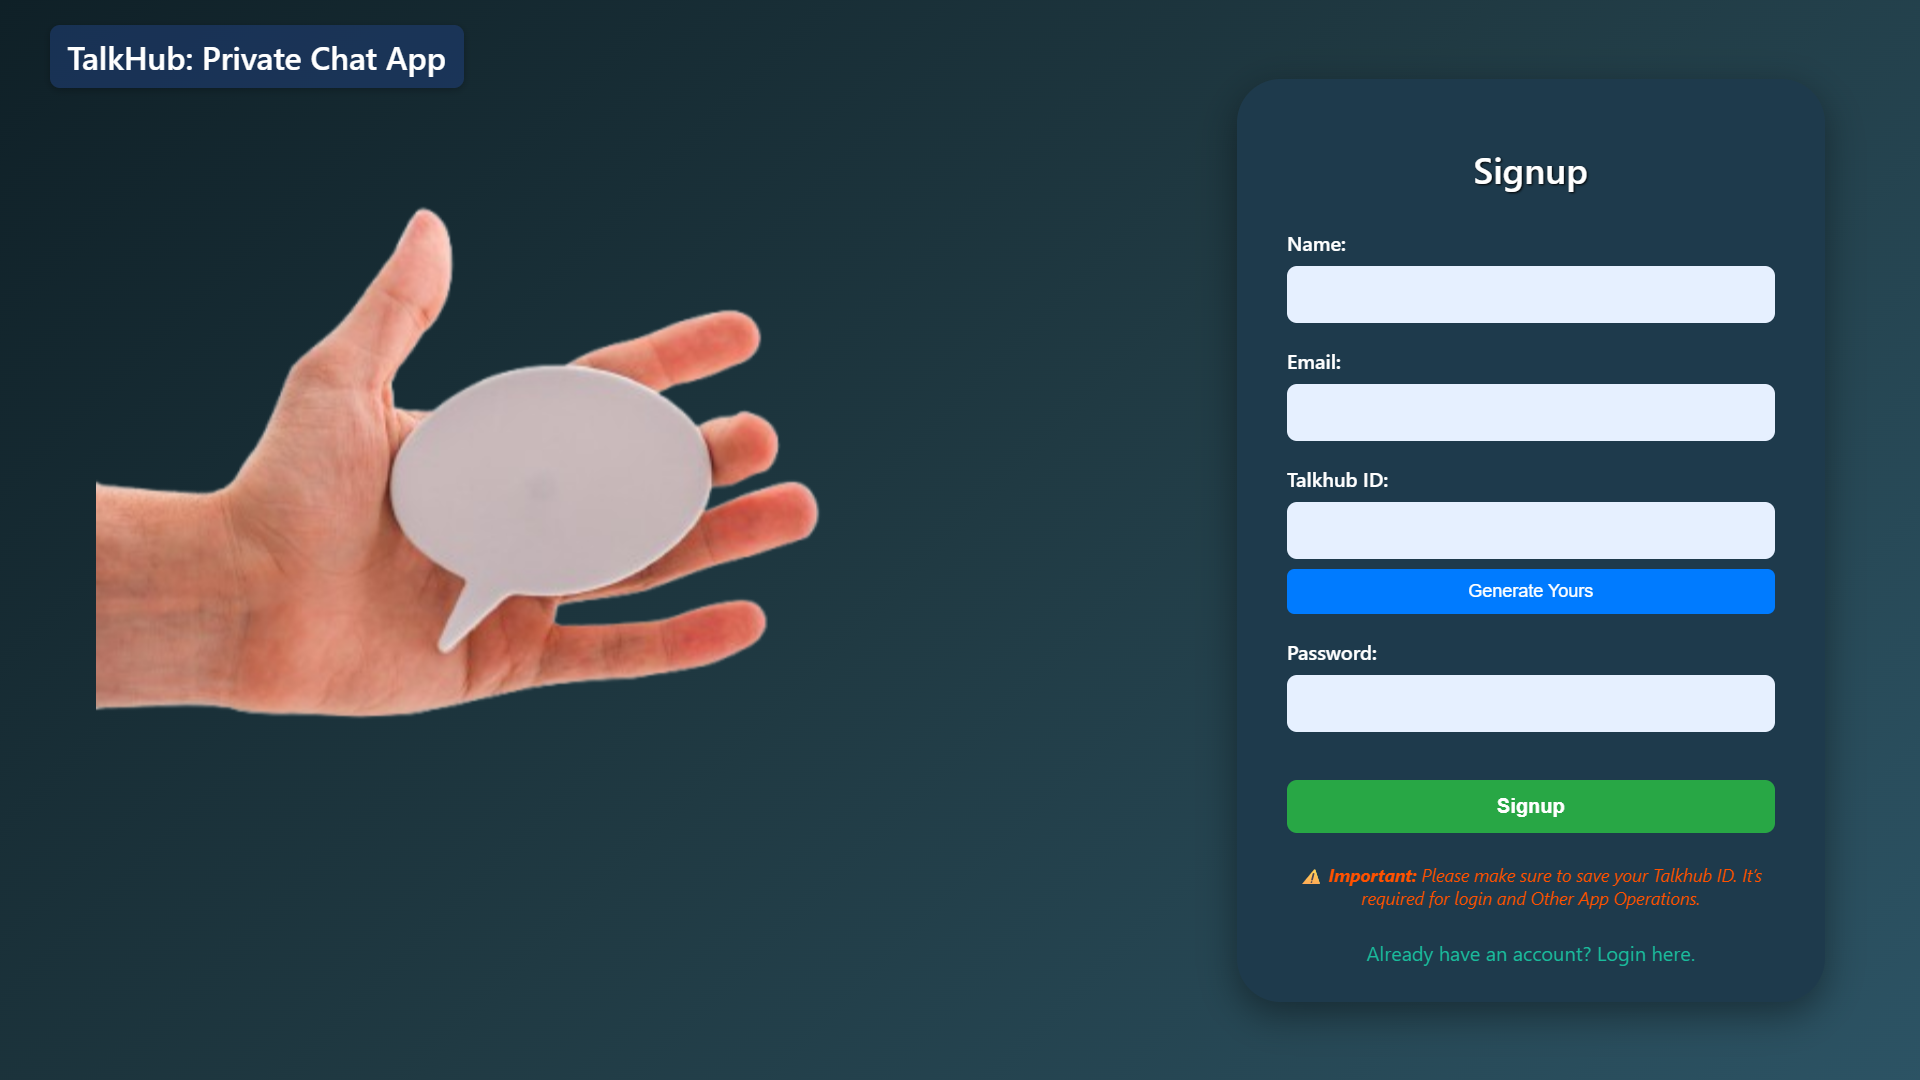 TalkHub: Private Chat App
Signup
Name:
Email:
Talkhub ID:
Generate Yours
Password:
Signup
⚠️ Important: Please make sure to save your Talkhub ID. It's
required for login and Other App Operations.
Already have an account? Login here.